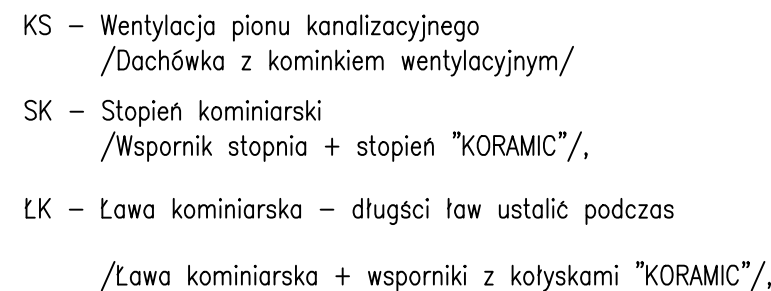 KS – Wentylacja pionu kanalizacyjnego
/Dachówka z kominkiem wentylacyjnym/
SK – Stopień kominiarski
/Wspornik stopnia + stopień "KORAMIC"/,
ŁK – Ława kominiarska – długści ław ustalić podczas
/Ława kominiarska + wsporniki z kołyskami "KORAMIC"/,